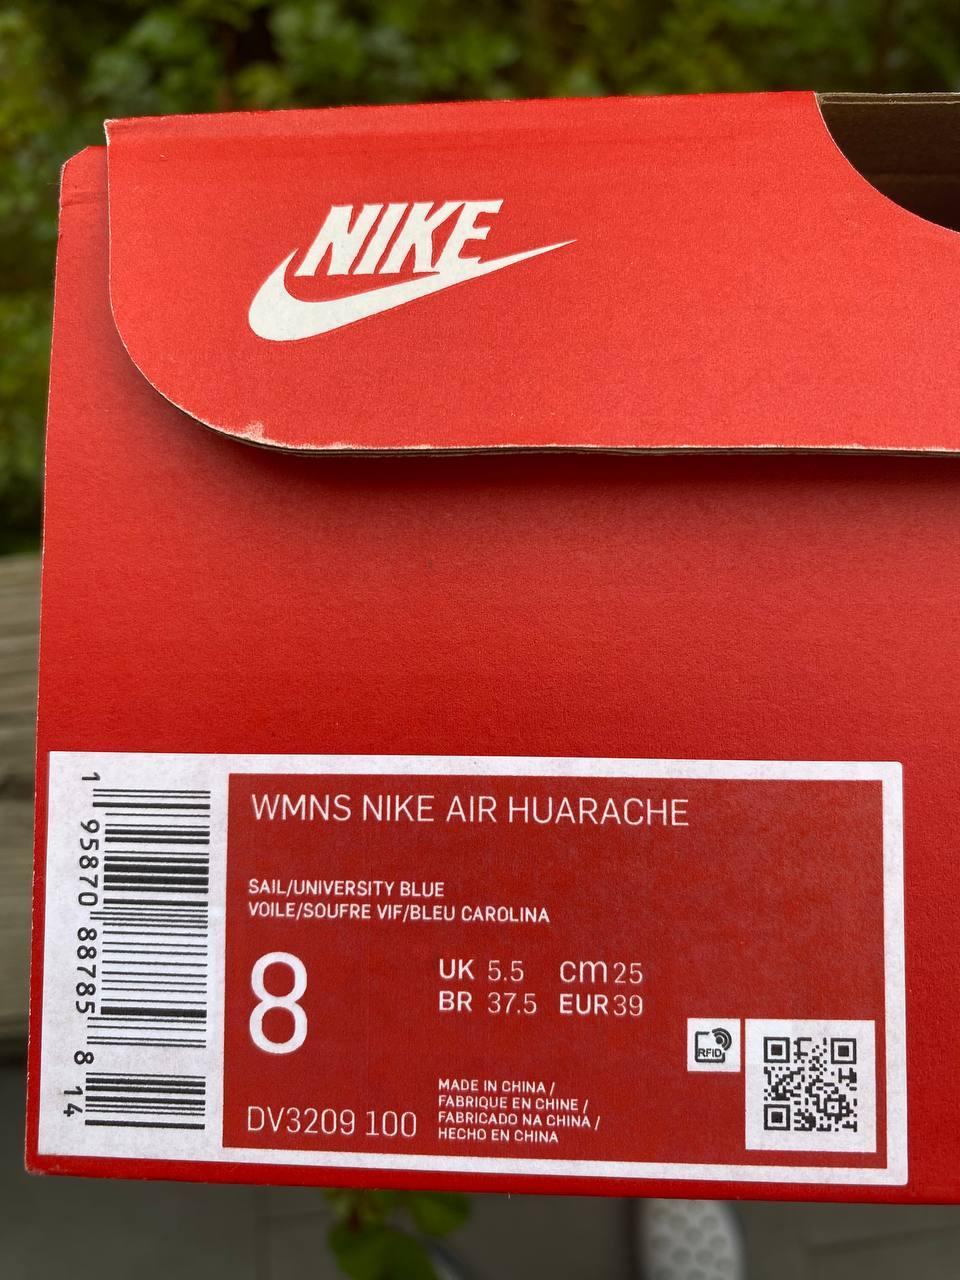 NIKE
WMNS NIKE AIR HUARACHE
SAIL/UNIVERSITY BLUE
VOILE/SOUFRE VIF/BLEU CAROLINA
8
UK 5.5 cm 25
BR 37.5 EUR 39
MADE IN CHINA /
FABRIQUE EN CHINE /
FABRICADO NA CHINA /
HECHO EN CHINA
DV3209 100
RFID
1 95870 88785 8 14